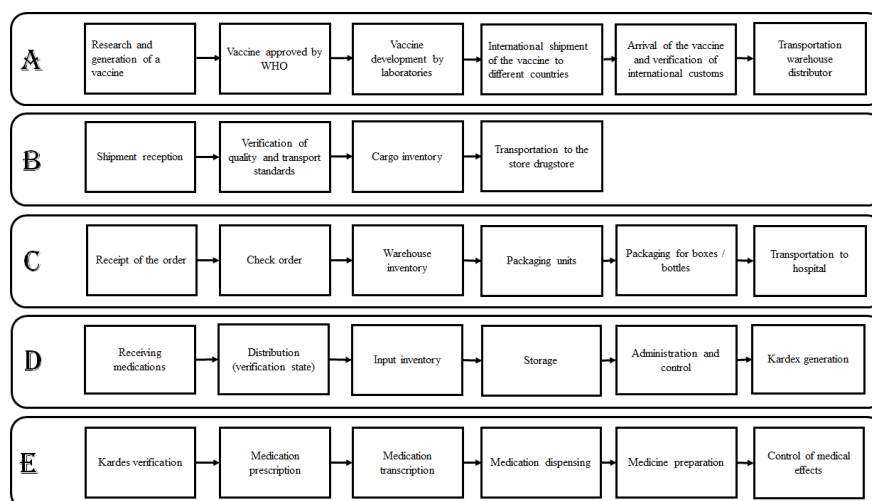 A
Research and
generation of a
vaccine
Vaccine approved by
WHO
Vaccine
development by
laboratories
International shipment
of the vaccine to
different countries
Arrival of the vaccine
and verification of
international customs
Transportation
warehouse
distributor
B
Shipment reception
Verification of
quality and transport
standards
Cargo inventory
Transportation to the
store drugstore
C
Receipt of the order
Check order
Warehouse
inventory
Packaging units
Packaging for boxes /
bottles
Transportation to
hospital
D
Receiving
medications
Distribution
(verification state)
Input inventory
Storage
Administration and
control
Kardex generation
E
Kardes verification
Medication
prescription
Medication
transcription
Medication dispensing
Medicine preparation
Control of medical
effects